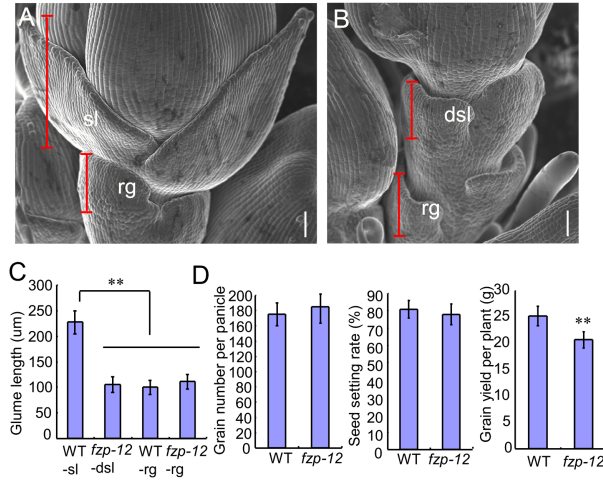 A
sl
rg
B
dsl
rg
C
Glume length (um)
300
250
200
150
100
50
0
**
WT
-sl
fzp-12
-dsl
WT
-rg
fzp-12
-rg
D
Grain number per panicle
180
160
140
120
100
80
60
40
20
0
WT fzp-12
Seed setting rate (%)
90
80
70
60
50
40
30
20
10
0
WT fzp-12
Grain yield per plant (g)
30
25
20
15
10
5
0
**
WT fzp-12